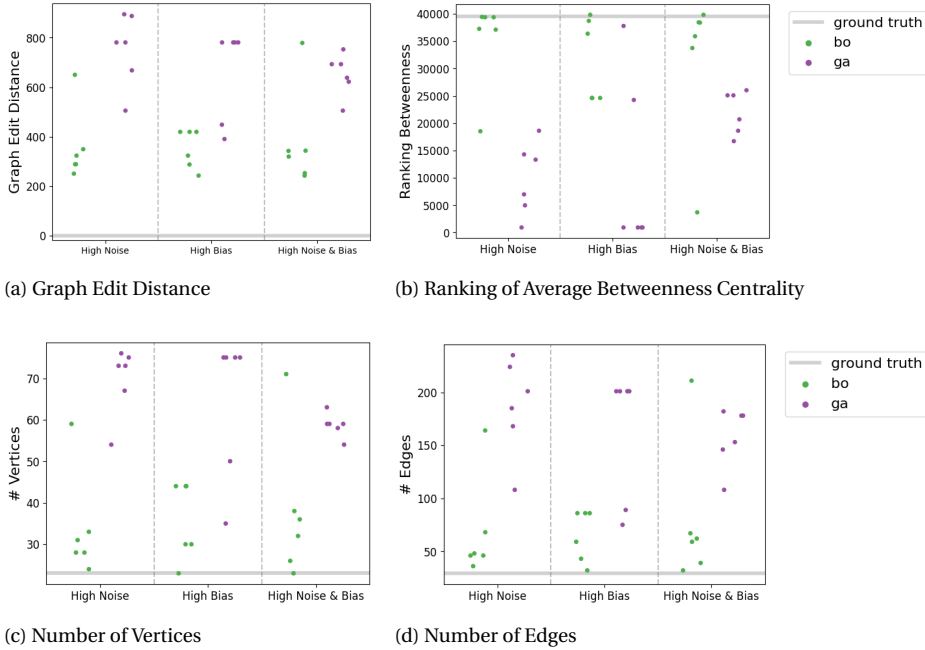 800
600
400
200
0
Graph Edit Distance
High Noise
High Bias
High Noise & Bias
(a) Graph Edit Distance
40000
35000
30000
25000
20000
15000
10000
5000
0
Ranking Betweenness
High Noise
High Bias
High Noise & Bias
ground truth
bo
ga
(b) Ranking of Average Betweenness Centrality
70
60
50
40
30
# Vertices
High Noise
High Bias
High Noise & Bias
(c) Number of Vertices
200
150
100
50
# Edges
High Noise
High Bias
High Noise & Bias
ground truth
bo
ga
(d) Number of Edges